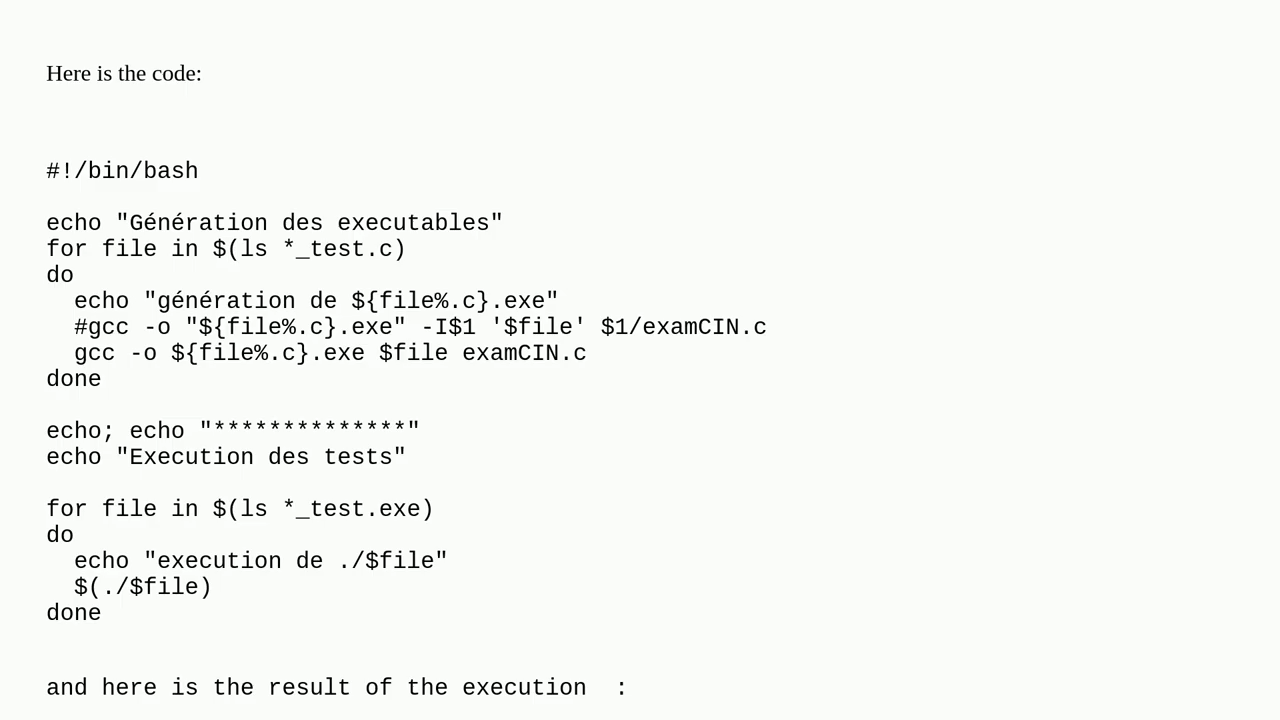 Here is the code:
#!/bin/bash
echo "Génération des executables"
for file in $(ls *_test.c)
do
  echo "génération de ${file%.c}.exe"
  #gcc -o "${file%.c}.exe" -I$1 '$file' $1/examCIN.c
  gcc -o ${file%.c}.exe $file examCIN.c
done
echo; echo "**************"
echo "Execution des tests"
for file in $(ls *_test.exe)
do
  echo "execution de ./$file"
  $(./$file)
done
and here is the result of the execution  :